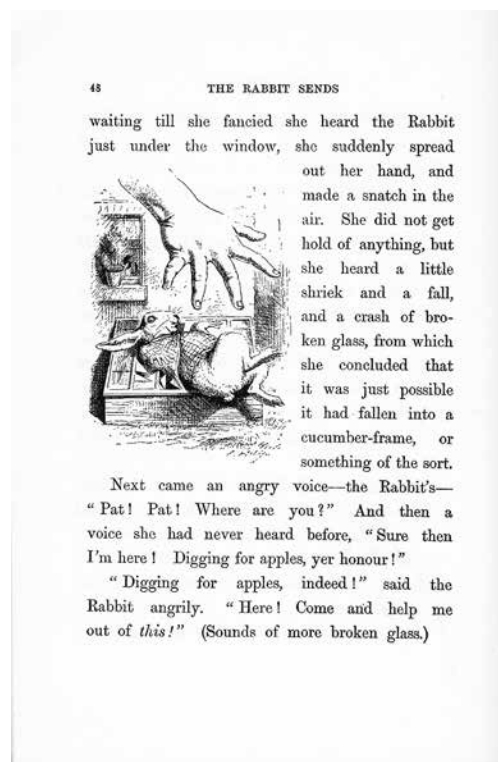 48 THE RABBIT SENDS
waiting till she fancied she heard the Rabbit
just under the window, she suddenly spread
out her hand, and
made a snatch in the
air. She did not get
hold of anything, but
she heard a little
shriek and a fall,
and a crash of bro-
ken glass, from which
she concluded that
it was just possible
it had fallen into a
cucumber-frame, or
something of the sort.
Next came an angry voice—the Rabbit's—
“ Pat! Pat! Where are you?” And then a
voice she had never heard before, “ Sure then
I'm here! Digging for apples, yer honour!”
“ Digging for apples, indeed!” said the
Rabbit angrily. “ Here! Come and help me
out of this!” (Sounds of more broken glass.)